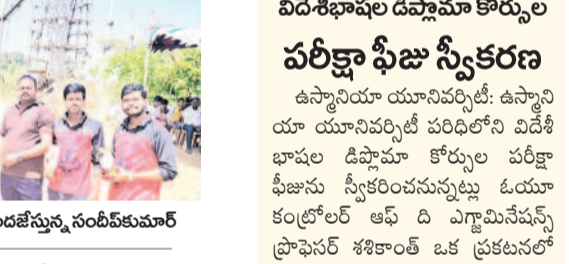 దజేస్తున్న సందీప్‌కుమార్
విదేశీభాషల డిప్లొమా కోర్సుల
పరీక్షా ఫీజు స్వీకరణ
ఉస్మానియా యూనివర్సిటీ: ఉస్మాని
యా యూనివర్సిటీ పరిధిలోని విదేశీ
భాషల డిప్లొమా కోర్సుల పరీక్షా
ఫీజును స్వీకరించనున్నట్లు ఓయూ
కంట్రోలర్ ఆఫ్ ది ఎగ్జామినేషన్స్
ప్రొఫెసర్ శశికాంత్ ఒక ప్రకటనలో